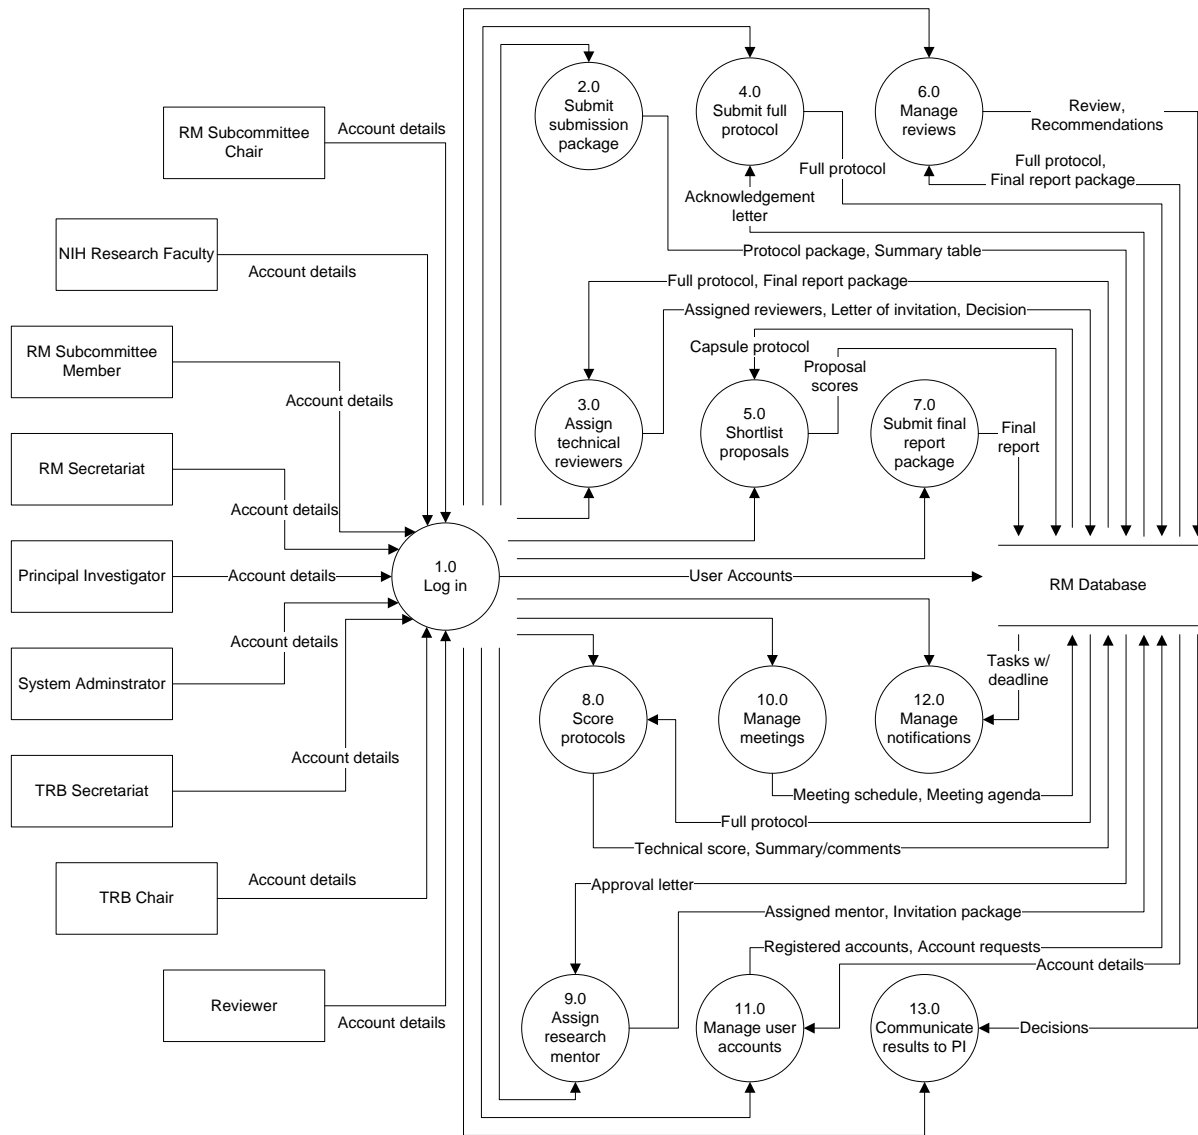 2.0
Submit
submission
package
4.0
Submit full
protocol
6.0
Manage
reviews
Review,
Recommendations
RM Subcommittee
Chair
Account details
Full protocol
Full protocol,
Final report package
Acknowledgement
letter
NIH Research Faculty
Account details
Protocol package, Summary table
Full protocol, Final report package
Assigned reviewers, Letter of invitation, Decision
RM Subcommittee
Member
Account details
Capsule protocol
Proposal
scores
3.0
Assign
technical
reviewers
5.0
Shortlist
proposals
7.0
Submit final
report
package
Final
report
RM Secretariat
Account details
Principal Investigator
Account details
1.0
Log in
User Accounts
RM Database
System Adminstrator
Account details
Tasks w/
deadline
8.0
Score
protocols
10.0
Manage
meetings
12.0
Manage
notifications
TRB Secretariat
Account details
Meeting schedule, Meeting agenda
Full protocol
Technical score, Summary/comments
TRB Chair
Account details
Approval letter
Assigned mentor, Invitation package
Registered accounts, Account requests
Account details
Reviewer
Account details
9.0
Assign
research
mentor
11.0
Manage user
accounts
13.0
Communicate
results to PI
Decisions